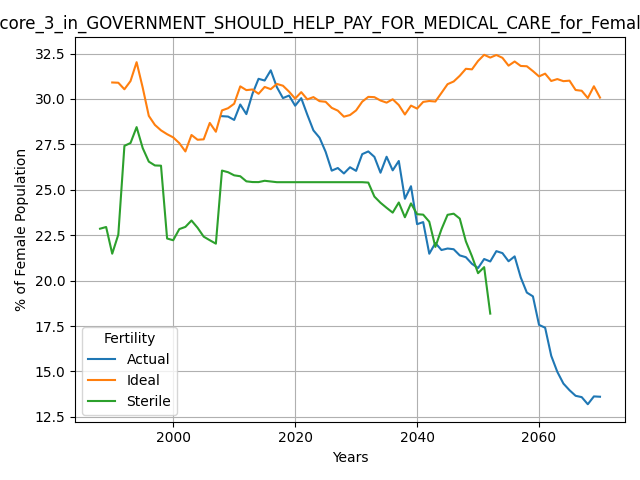 core_3_in_GOVERNMENT_SHOULD_HELP_PAY_FOR_MEDICAL_CARE_for_Femal
32.5
30.0
27.5
25.0
22.5
20.0
17.5
15.0
12.5
% of Female Population
Fertility
Actual
Ideal
Sterile
2000 2020 2040 2060
Years